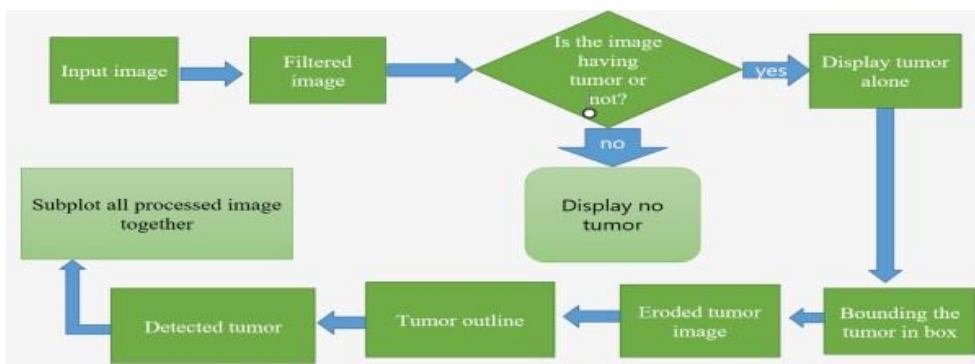 Input image
Filtered
image
Is the image
having
tumor or
not?
yes
Display tumor
alone
no
Display no
tumor
Bounding the
tumor in box
Eroded tumor
image
Tumor outline
Detected tumor
Subplot all processed image
together